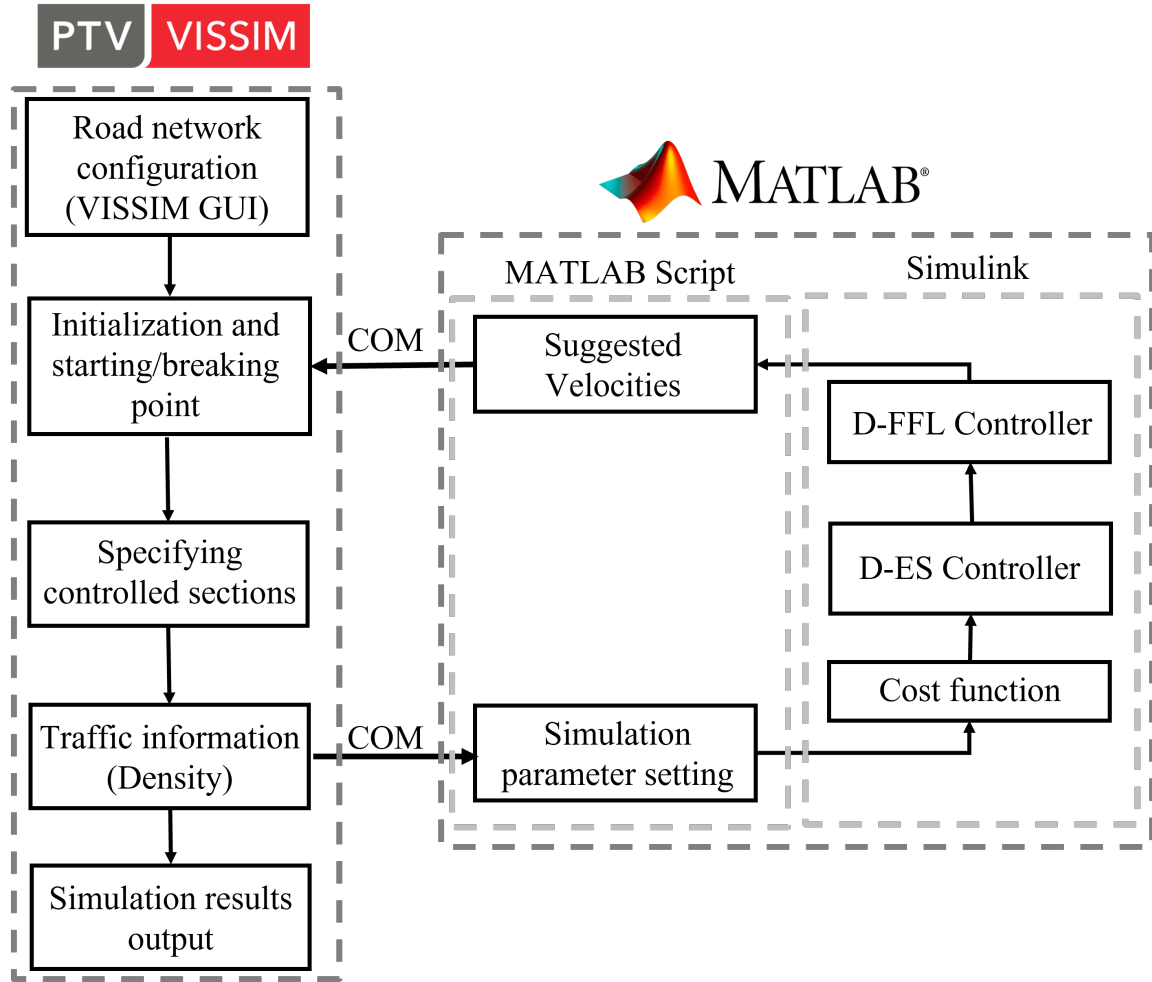 PTV VISSIM
Road network
configuration
(VISSIM GUI)
Initialization and
starting/breaking
point
Specifying
controlled sections
Traffic information
(Density)
Simulation results
output
COM
COM
MATLAB®
MATLAB Script
Suggested
Velocities
Simulation
parameter setting
Simulink
D-FFL Controller
D-ES Controller
Cost function